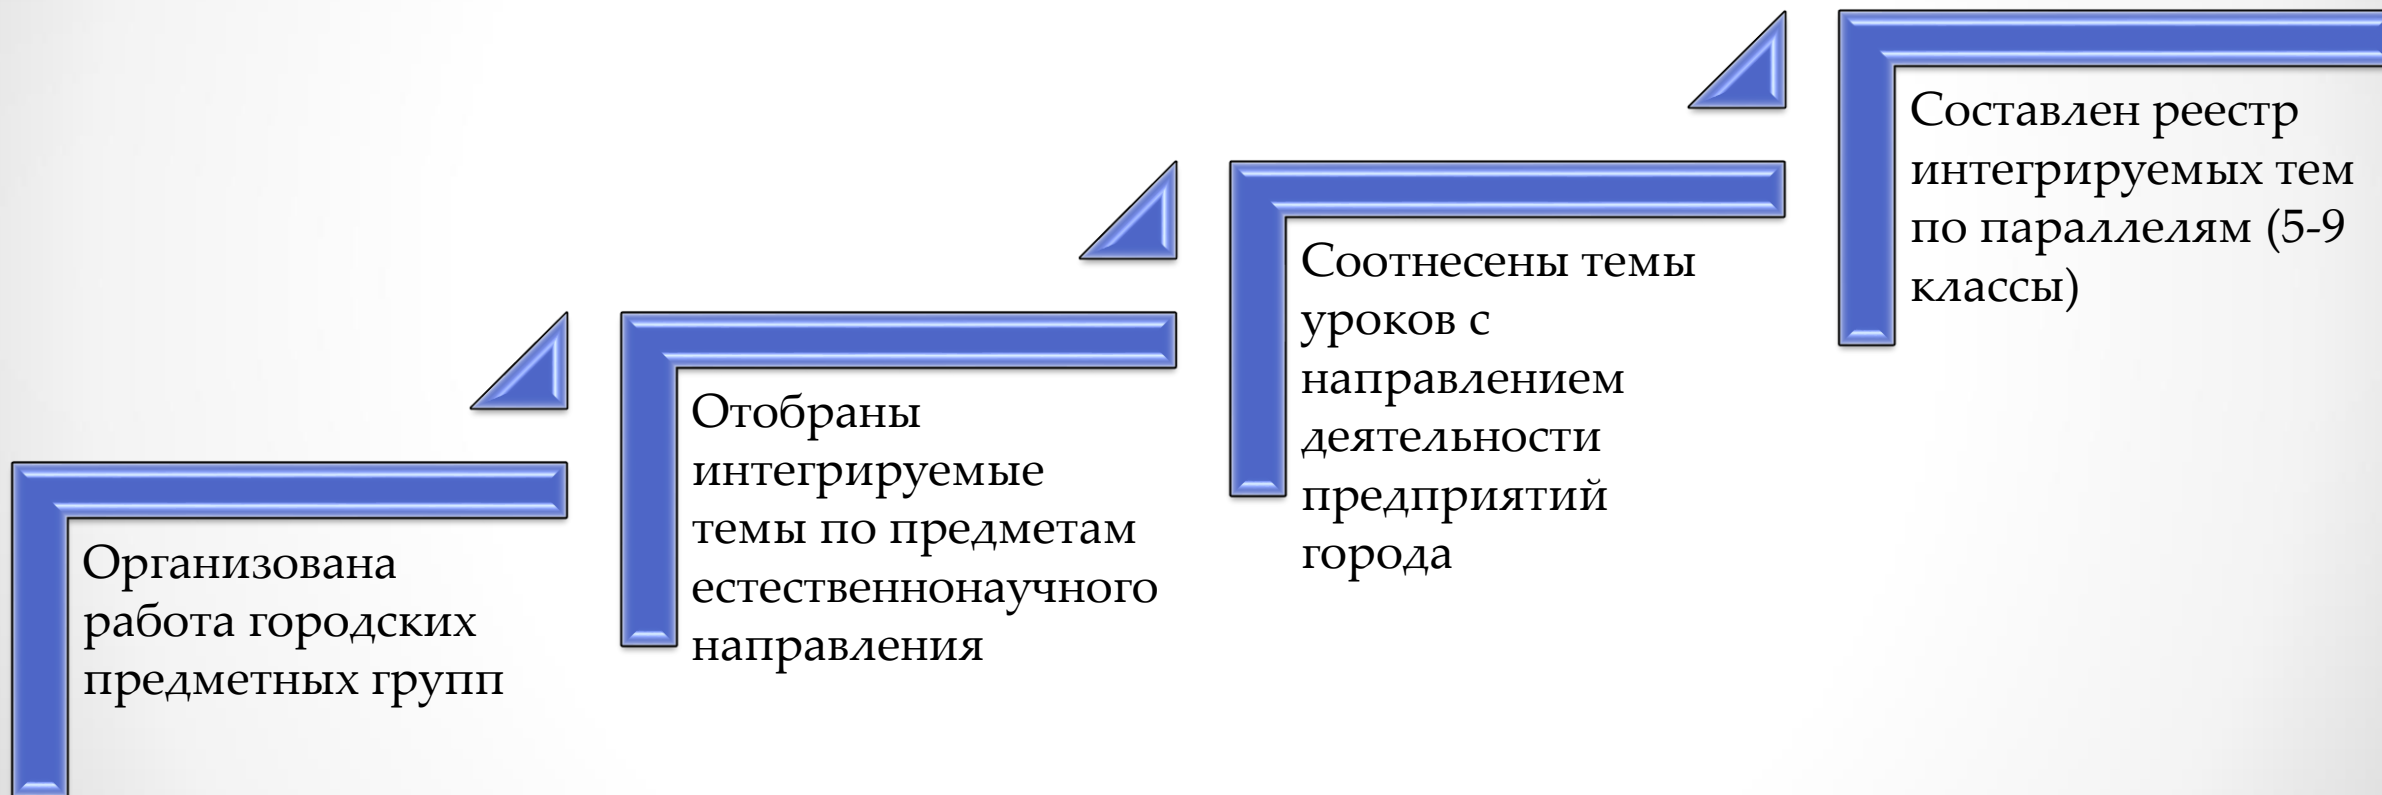 Организована
работа городских
предметных групп
Отобраны
интегрируемые
темы по предметам
естественнонаучного
направления
Соотнесены темы
уроков с
направлением
деятельности
предприятий
города
Составлен реестр
интегрируемых тем
по параллелям (5-9
классы)